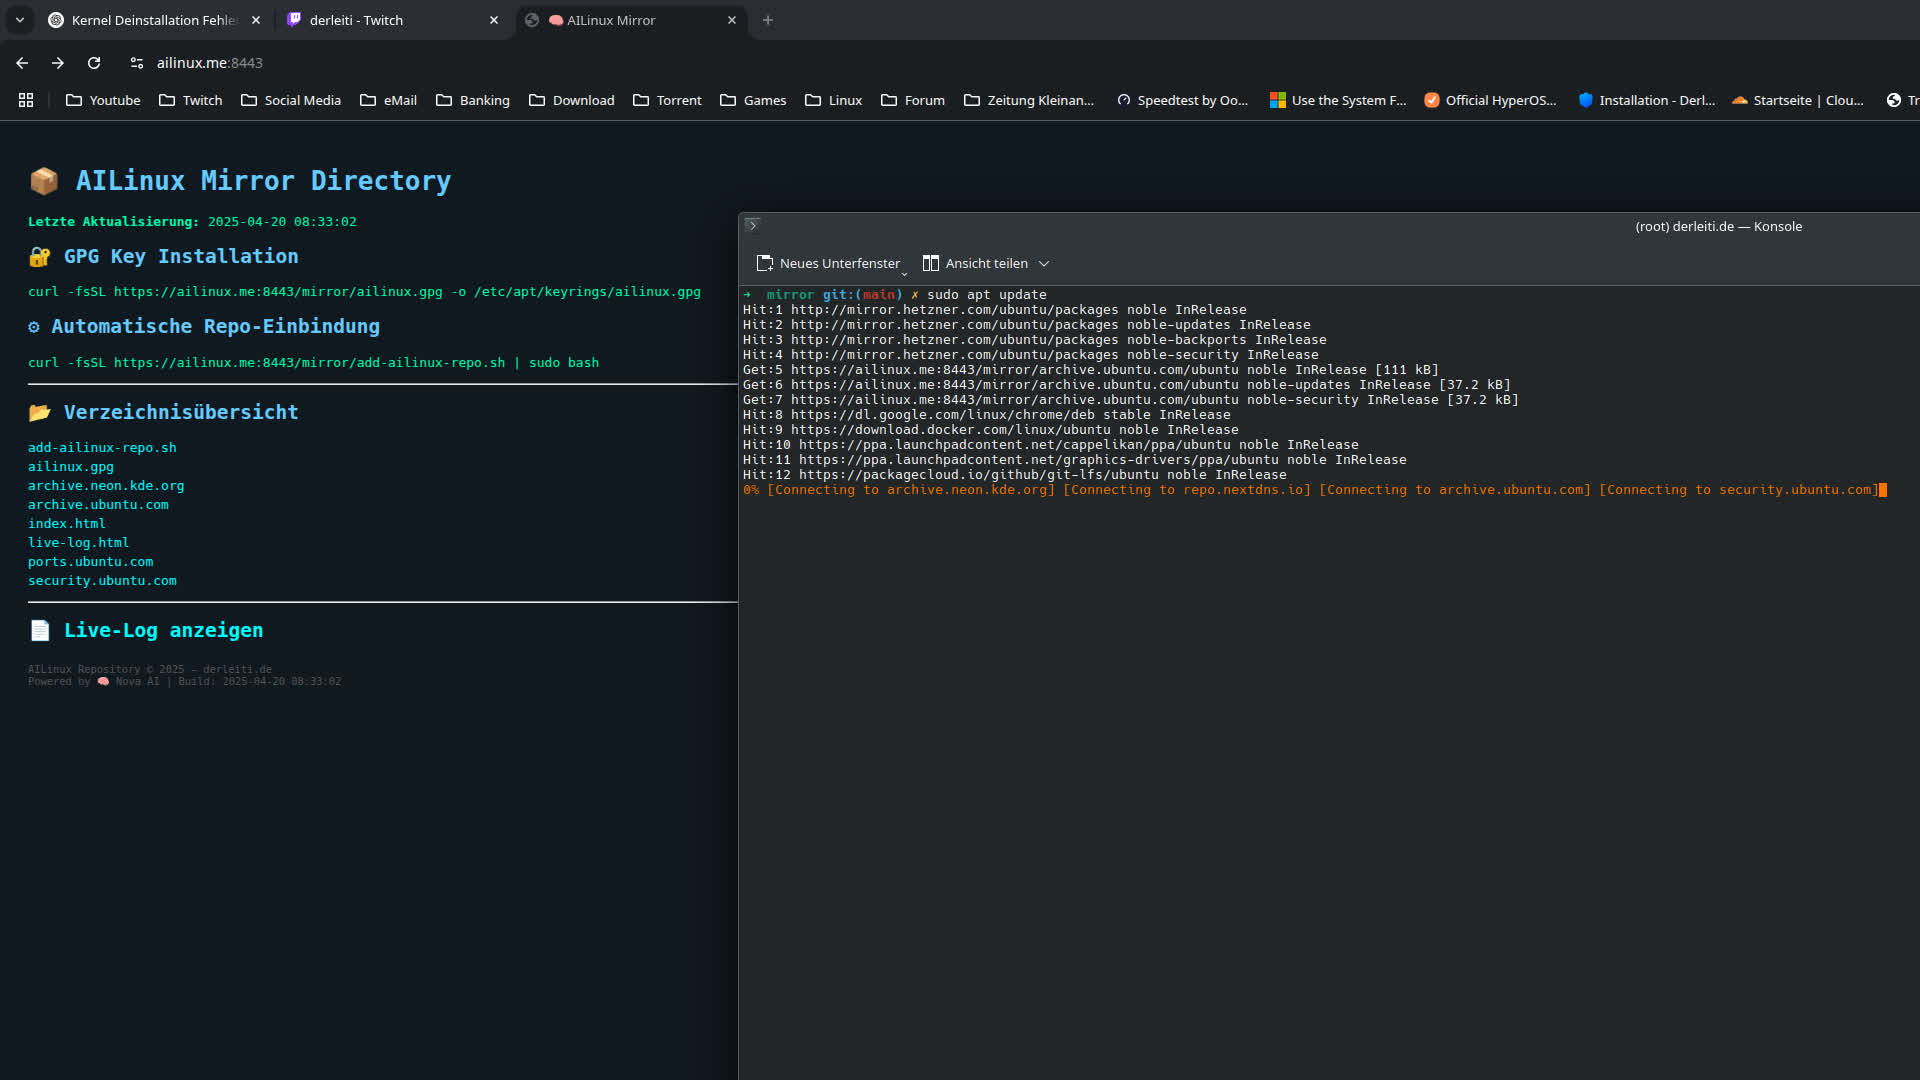 Kernel Deinstallation Fehle
derleiti - Twitch
AILinux Mirror
ailinux.me:8443
Youtube
Twitch
Social Media
eMail
Banking
Download
Torrent
Games
Linux
Forum
Zeitung Kleinan...
Speedtest by Oo...
Use the System F...
Official HyperOS...
Installation - Derl...
Startseite | Clou...
Tr
AILinux Mirror Directory
Letzte Aktualisierung: 2025-04-20 08:33:02
GPG Key Installation
curl -fsSL https://ailinux.me:8443/mirror/ailinux.gpg -o /etc/apt/keyrings/ailinux.gpg
Automatische Repo-Einbindung
curl -fsSL https://ailinux.me:8443/mirror/add-ailinux-repo.sh | sudo bash
Verzeichnisübersicht
add-ailinux-repo.sh
ailinux.gpg
archive.neon.kde.org
archive.ubuntu.com
index.html
live-log.html
ports.ubuntu.com
security.ubuntu.com
Live-Log anzeigen
AILinux Repository © 2025 – derleiti.de
Powered by 🧠 Nova AI | Build: 2025-04-20 08:33:02
(root) derleiti.de — Konsole
Neues Unterfenster
Ansicht teilen
➜  mirror git:(main) ✗ sudo apt update
Hit:1 http://mirror.hetzner.com/ubuntu/packages noble InRelease
Hit:2 http://mirror.hetzner.com/ubuntu/packages noble-updates InRelease
Hit:3 http://mirror.hetzner.com/ubuntu/packages noble-backports InRelease
Hit:4 http://mirror.hetzner.com/ubuntu/packages noble-security InRelease
Get:5 https://ailinux.me:8443/mirror/archive.ubuntu.com/ubuntu noble InRelease [111 kB]
Get:6 https://ailinux.me:8443/mirror/archive.ubuntu.com/ubuntu noble-updates InRelease [37.2 kB]
Get:7 https://ailinux.me:8443/mirror/archive.ubuntu.com/ubuntu noble-security InRelease [37.2 kB]
Hit:8 https://dl.google.com/linux/chrome/deb stable InRelease
Hit:9 https://download.docker.com/linux/ubuntu noble InRelease
Hit:10 https://ppa.launchpadcontent.net/cappelikan/ppa/ubuntu noble InRelease
Hit:11 https://ppa.launchpadcontent.net/graphics-drivers/ppa/ubuntu noble InRelease
Hit:12 https://packagecloud.io/github/git-lfs/ubuntu noble InRelease
0% [Connecting to archive.neon.kde.org] [Connecting to repo.nextdns.io] [Connecting to archive.ubuntu.com] [Connecting to security.ubuntu.com]